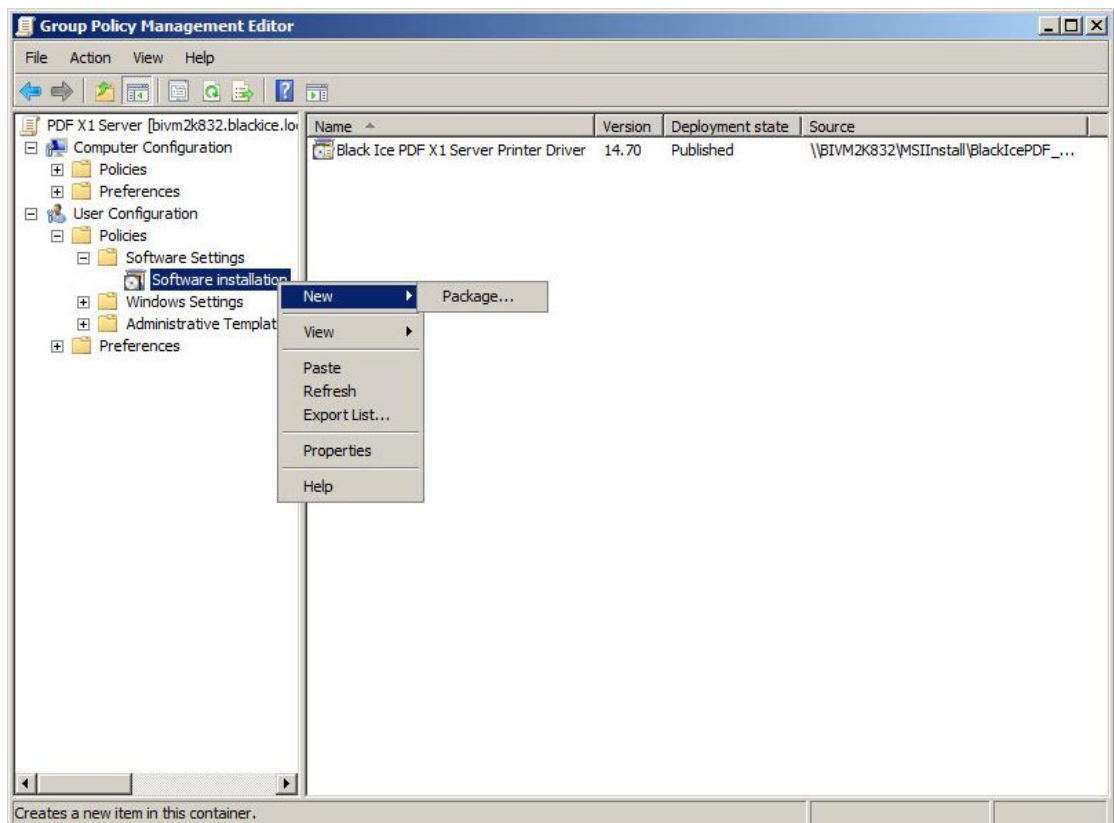 Group Policy Management Editor
File Action View Help
PDF X1 Server [bivm2k832.blackice.lo
Computer Configuration
Policies
Preferences
User Configuration
Policies
Software Settings
Software installation
Windows Settings
Administrative Templat
Preferences
Name Version Deployment state Source
Black Ice PDF X1 Server Printer Driver 14.70 Published \\BIVM2K832\MSIInstall\BlackIcePDF_...
New
Package...
View
Paste
Refresh
Export List...
Properties
Help
Creates a new item in this container.